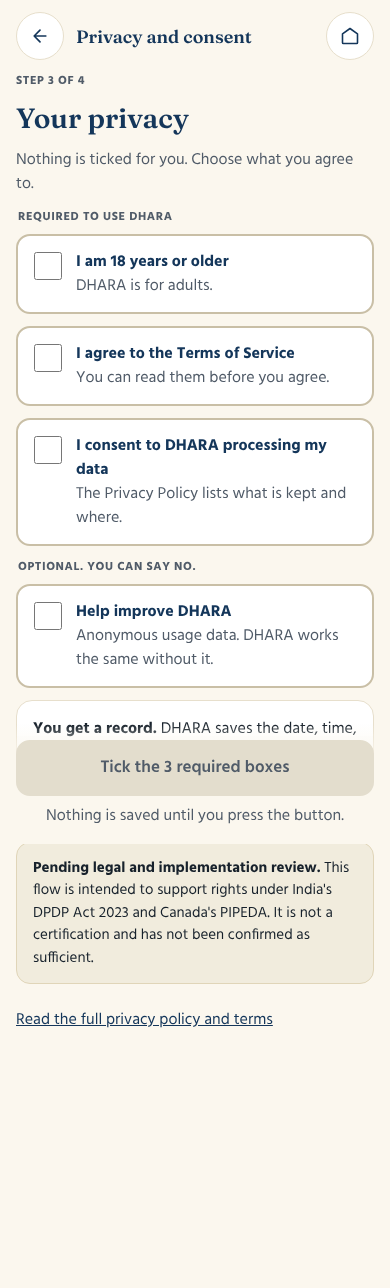 Privacy and consent
STEP 3 OF 4
Your privacy
Nothing is ticked for you. Choose what you agree
to.
REQUIRED TO USE DHARA
I am 18 years or older
DHARA is for adults.
I agree to the Terms of Service
You can read them before you agree.
I consent to DHARA processing my
data
The Privacy Policy lists what is kept and
where.
OPTIONAL. YOU CAN SAY NO.
Help improve DHARA
Anonymous usage data. DHARA works
the same without it.
You get a record. DHARA saves the date, time,
Tick the 3 required boxes
Nothing is saved until you press the button.
Pending legal and implementation review. This
flow is intended to support rights under India's
DPDP Act 2023 and Canada's PIPEDA. It is not a
certification and has not been confirmed as
sufficient.
Read the full privacy policy and terms